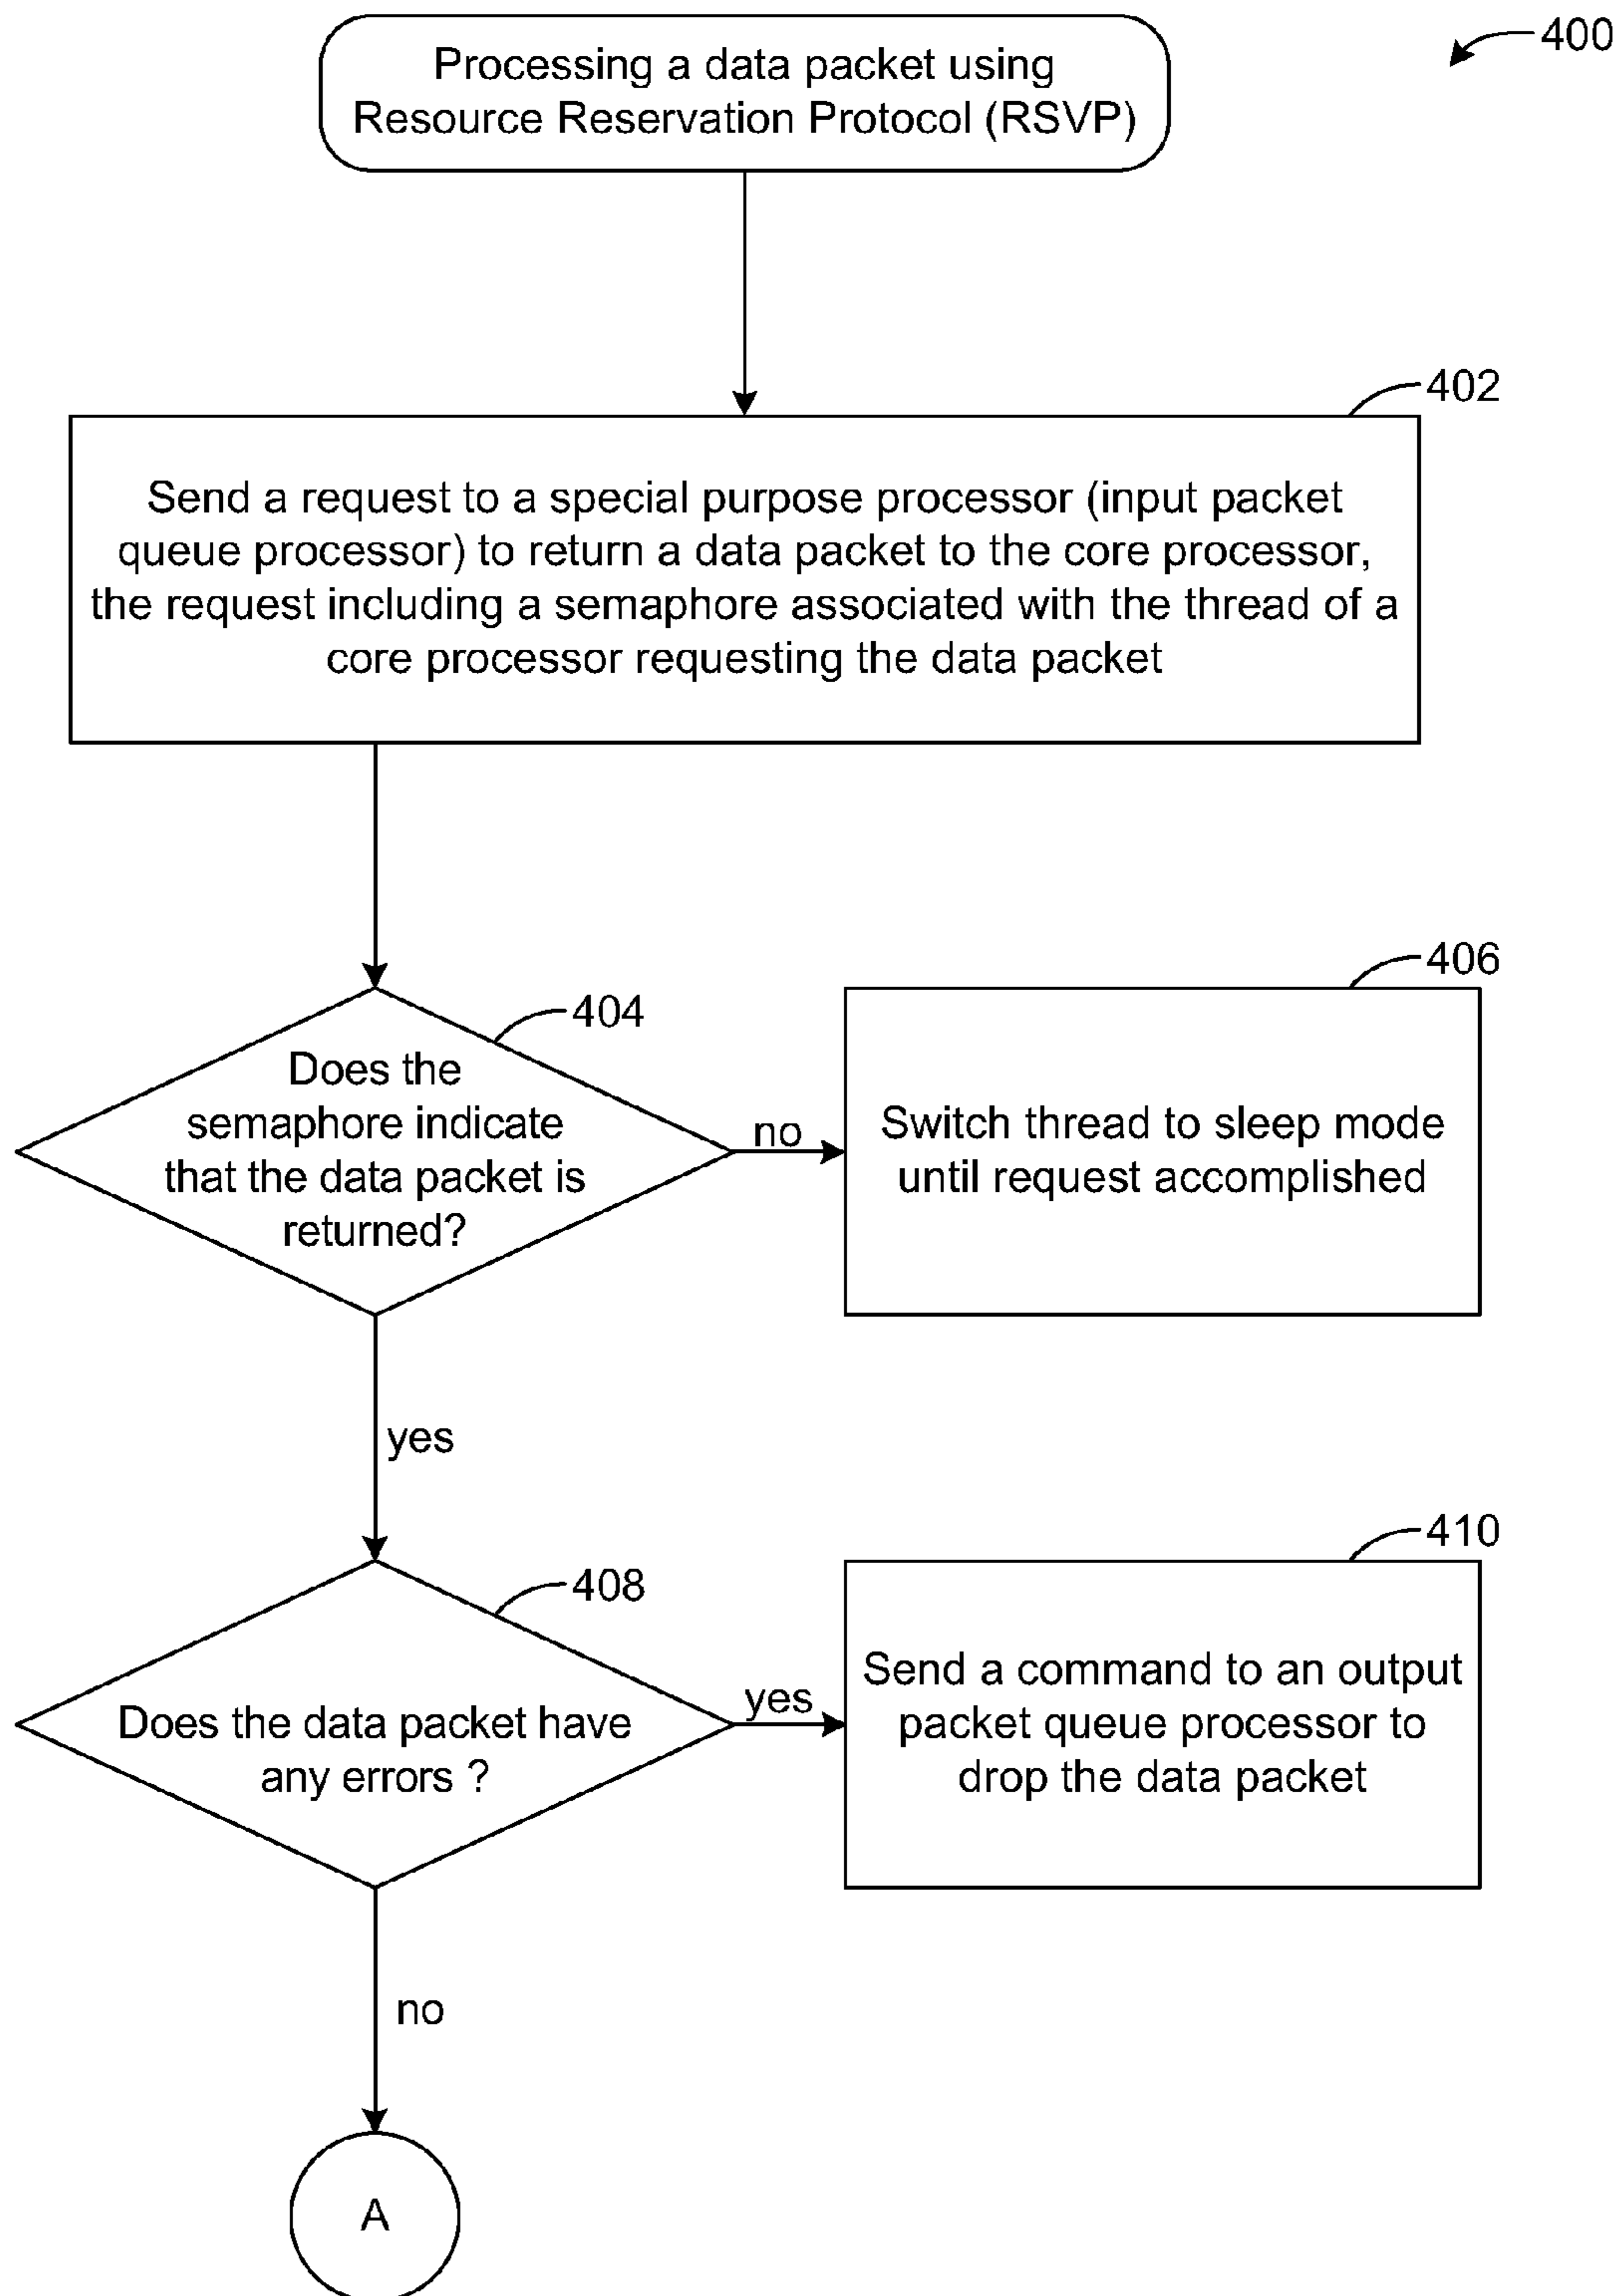 Processing a data packet using
Resource Reservation Protocol (RSVP)
400
402
Send a request to a special purpose processor (input packet
queue processor) to return a data packet to the core processor,
the request including a semaphore associated with the thread of a
core processor requesting the data packet
404
Does the
semaphore indicate
that the data packet is
returned?
no
406
Switch thread to sleep mode
until request accomplished
yes
408
Does the data packet have
any errors ?
yes
410
Send a command to an output
packet queue processor to
drop the data packet
no
A